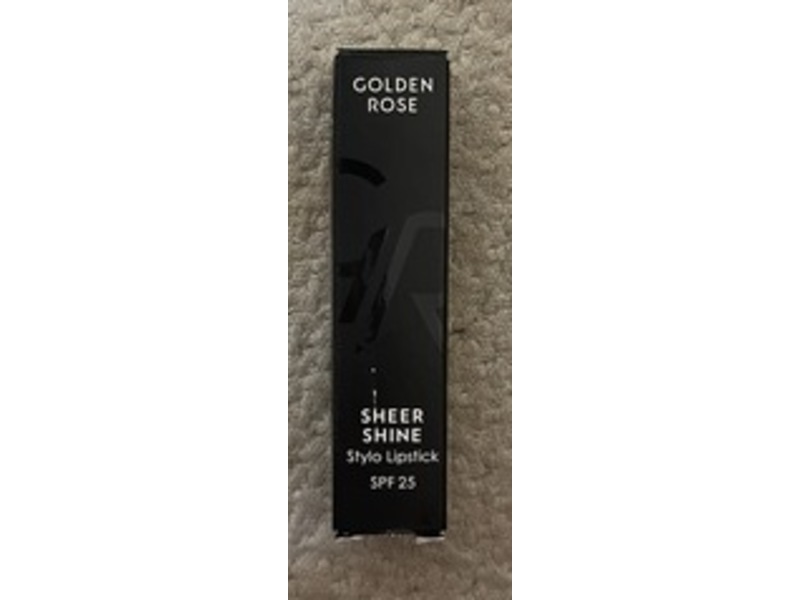 GOLDEN
ROSE
SHEER
SHINE
Stylo Lipstick
SPF 25